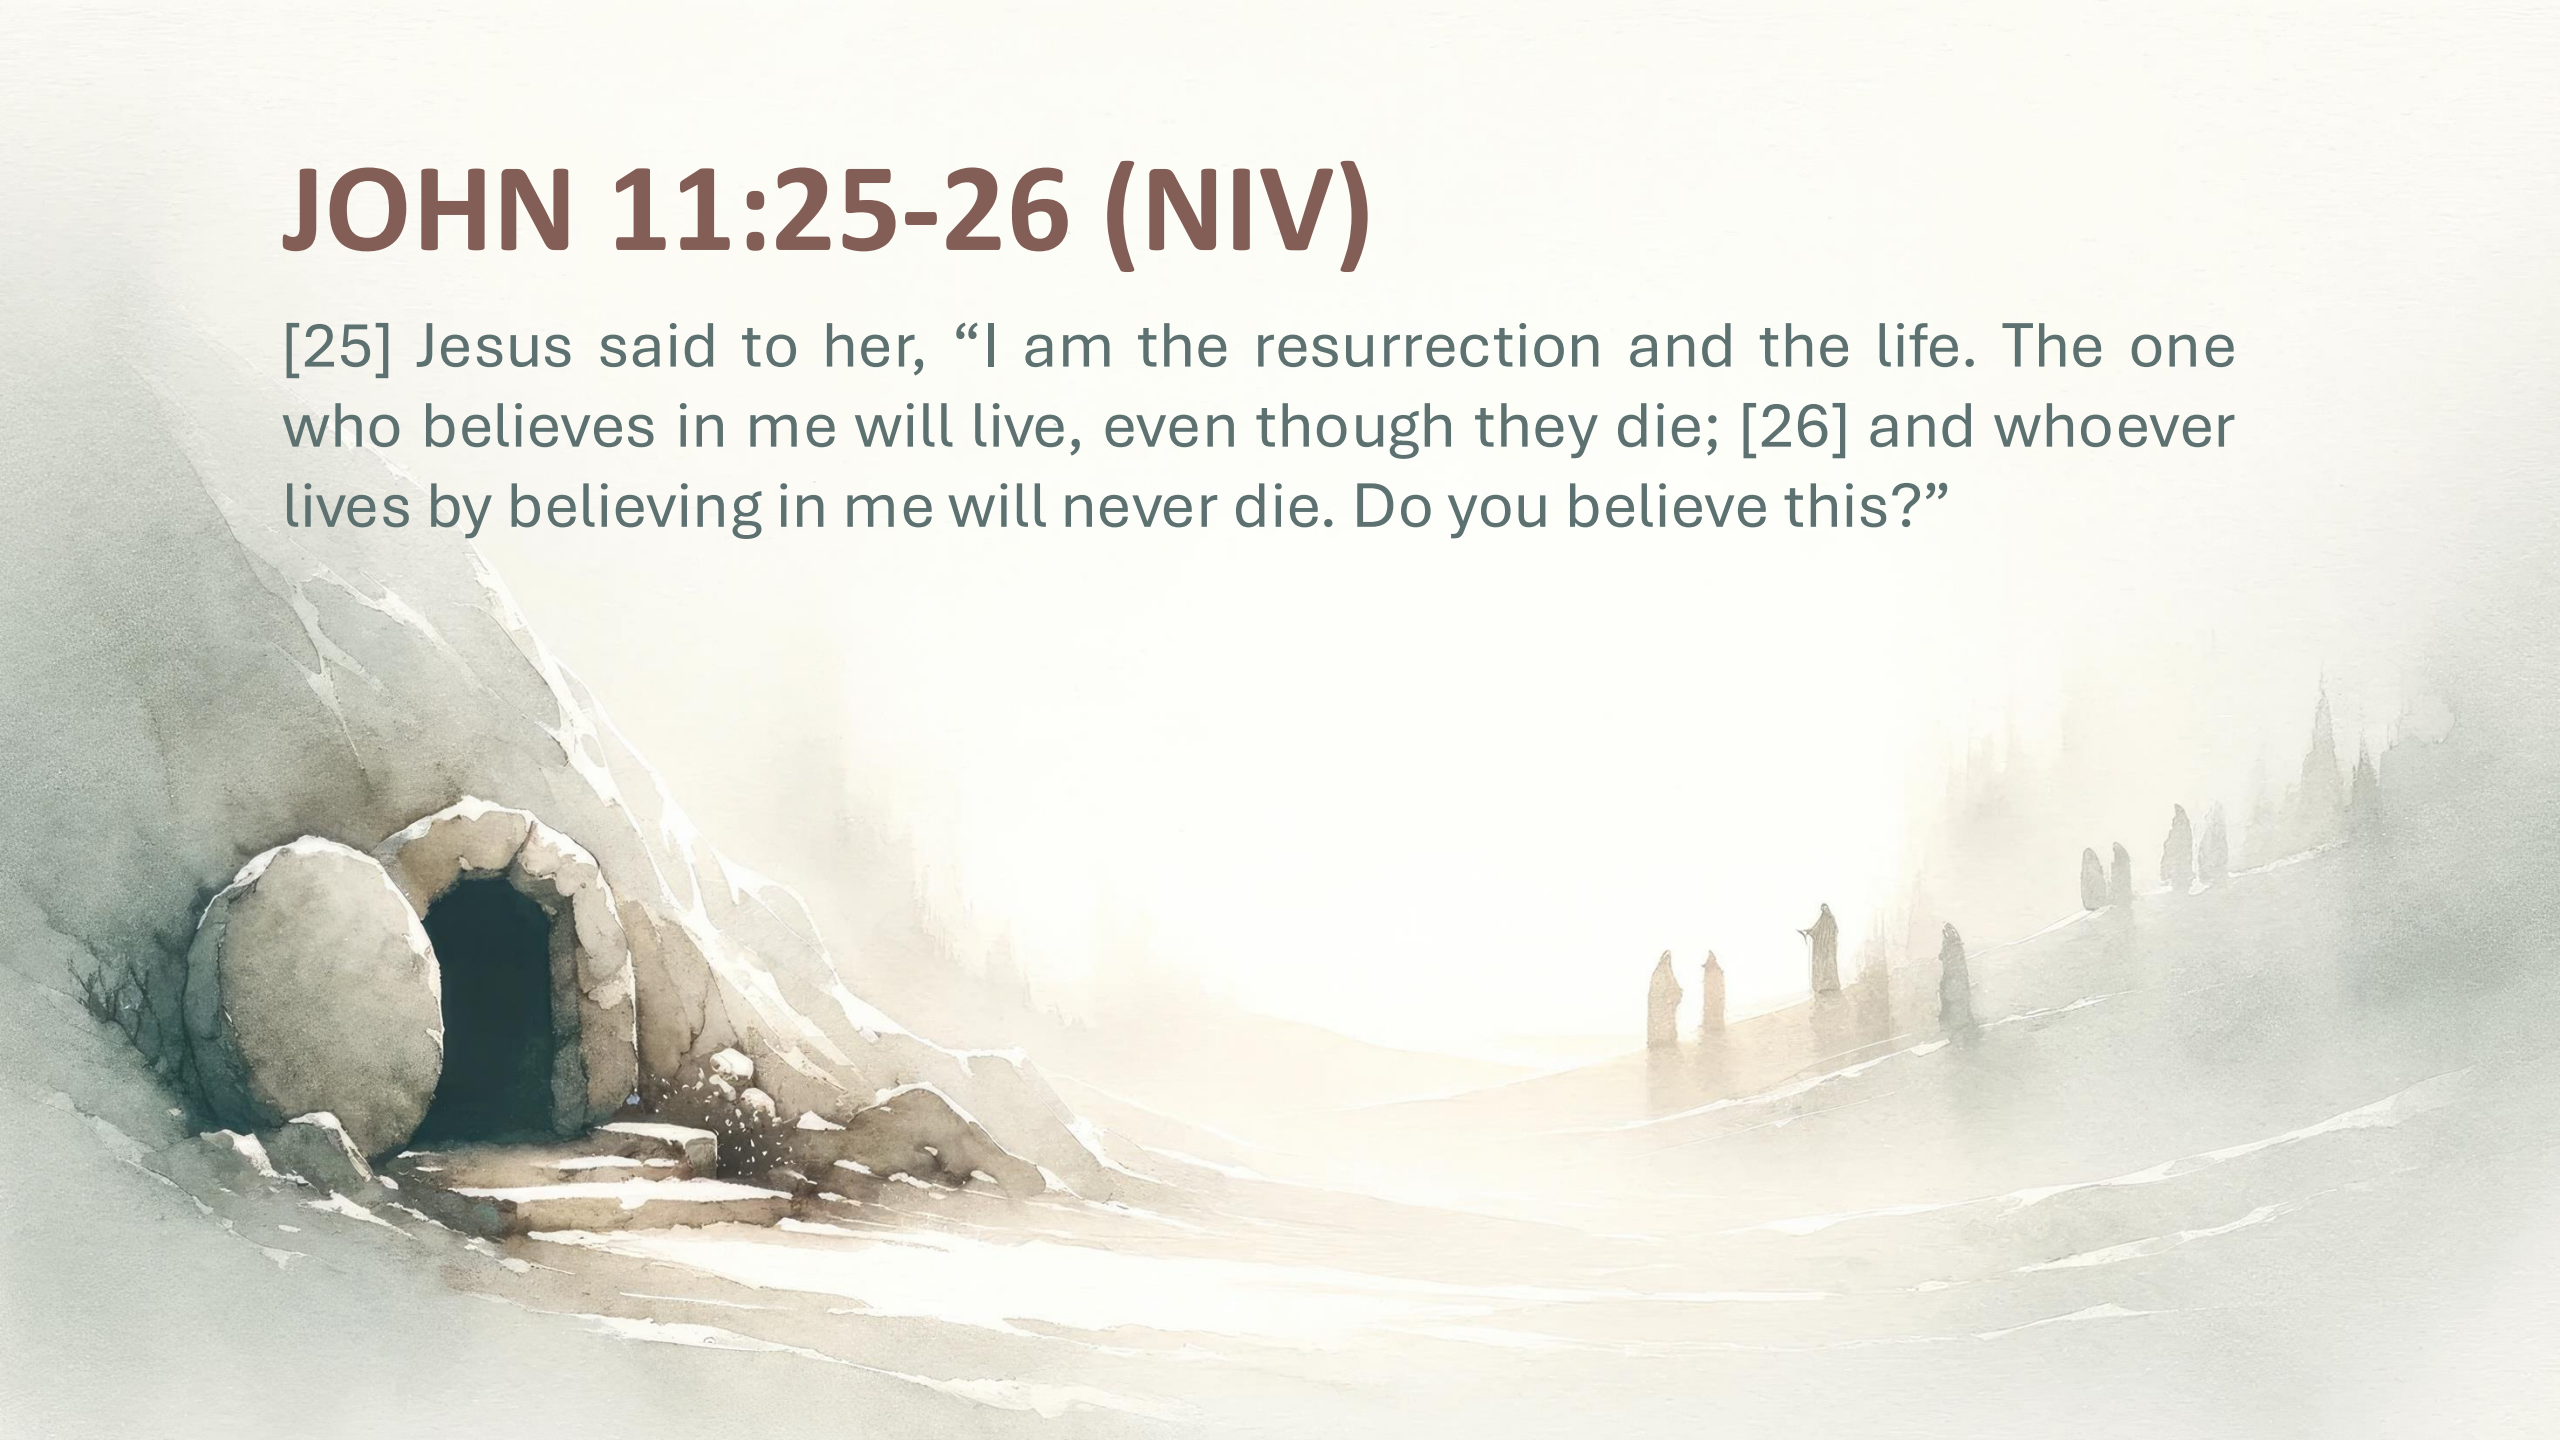 JOHN 11:25-26 (NIV)
[25] Jesus said to her, “I am the resurrection and the life. The one
who believes in me will live, even though they die; [26] and whoever
lives by believing in me will never die. Do you believe this?”